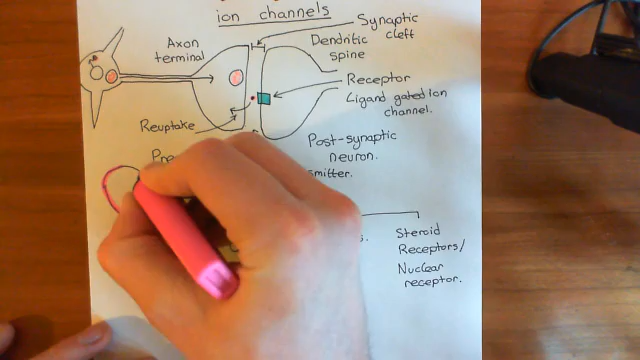 ion channels
Synaptic
cleft
Axon
terminal
Dendritic
spine
Receptor
Ligand gated ion
channel.
Reuptake
Post-synaptic
neuron.
Steroid
Receptors/
Nuclear
receptor.